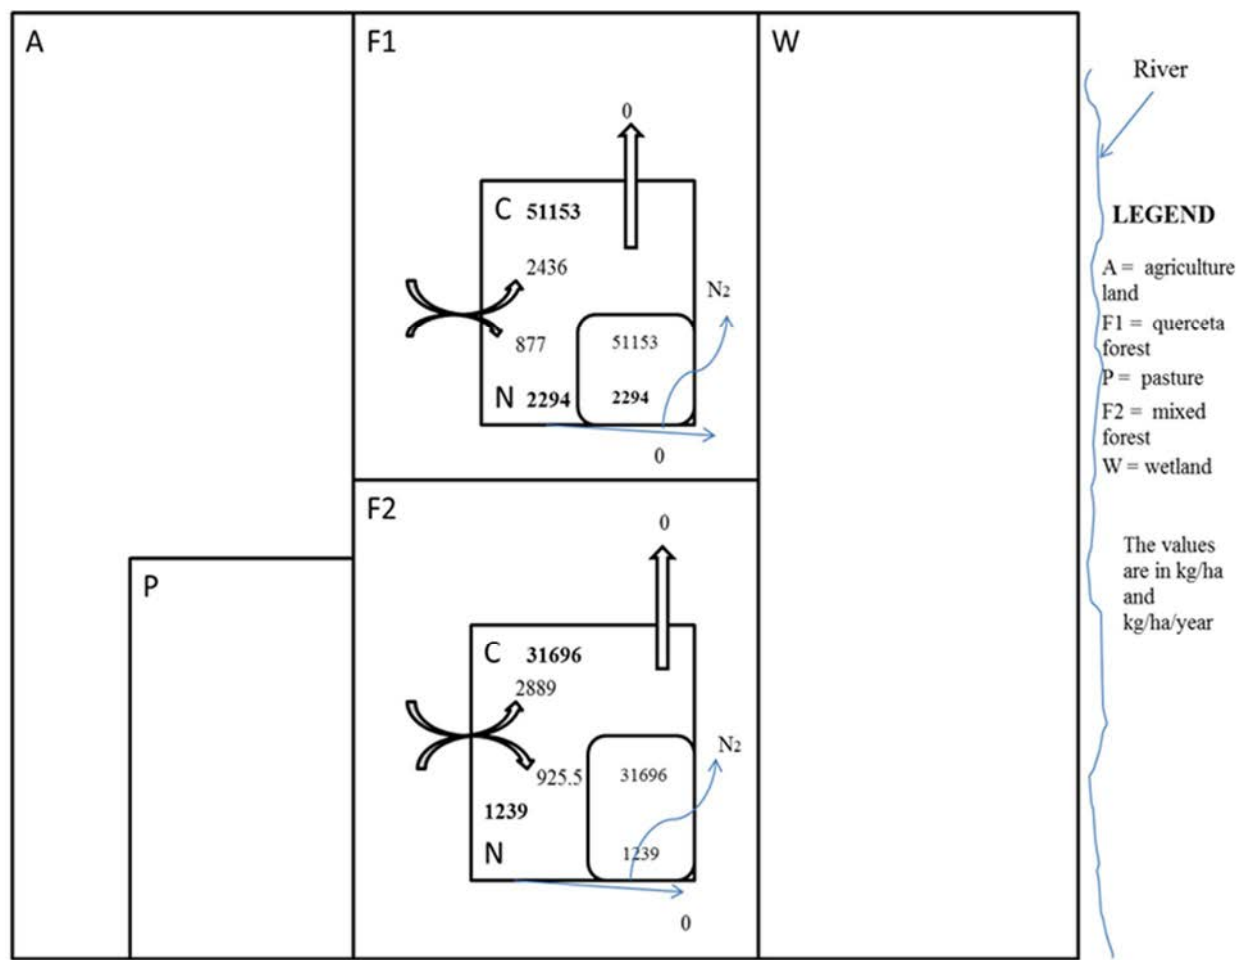 A
F1
0
C 51153
2436
877
N 2294
51153
2294
N2
0
F2
0
C 31696
2889
925.5
1239
N
31696
1239
N2
0
P
W
River
LEGEND
A = agriculture
land
F1 = querceta
forest
P = pasture
F2 = mixed
forest
W = wetland
The values
are in kg/ha
and
kg/ha/year